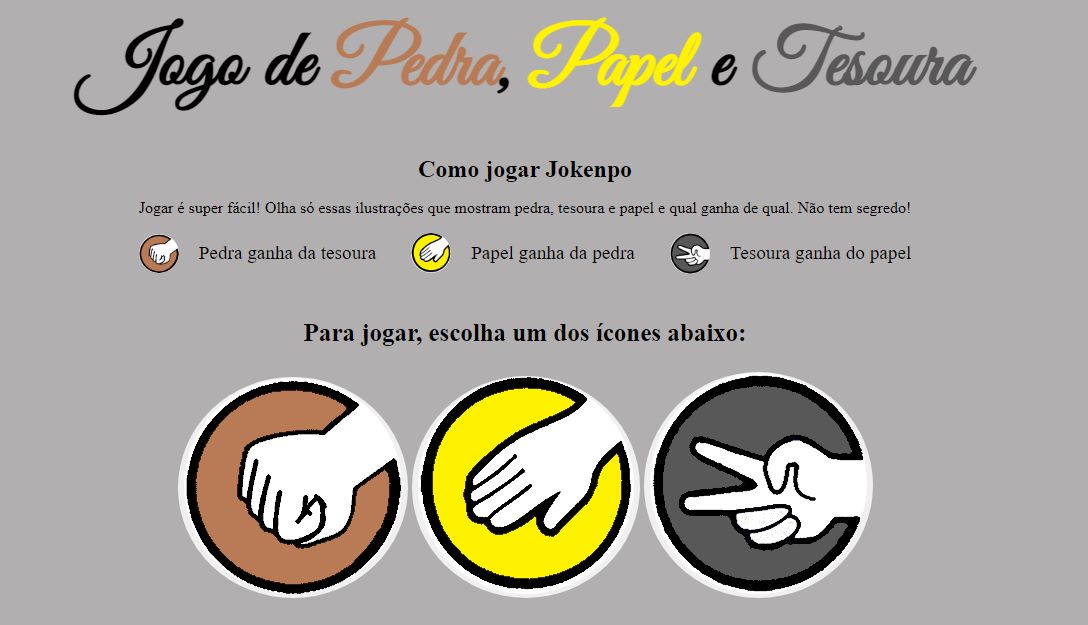 Jogo de Pedra, Papel e Tesoura
Como jogar Jokenpo
Jogar é super fácil! Olha só essas ilustrações que mostram pedra, tesoura e papel e qual ganha de qual. Não tem segredo!
Pedra ganha da tesoura Papel ganha da pedra Tesoura ganha do papel
Para jogar, escolha um dos ícones abaixo: